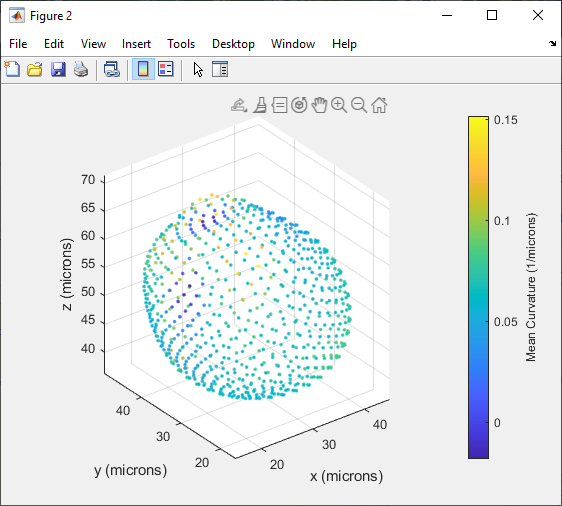 Figure 2
File Edit View Insert Tools Desktop Window Help
70
65
60
55
50
45
40
z (microns)
40
30
20
y (microns)
20
30
40
x (microns)
0.15
0.1
0.05
0
Mean Curvature (1/microns)